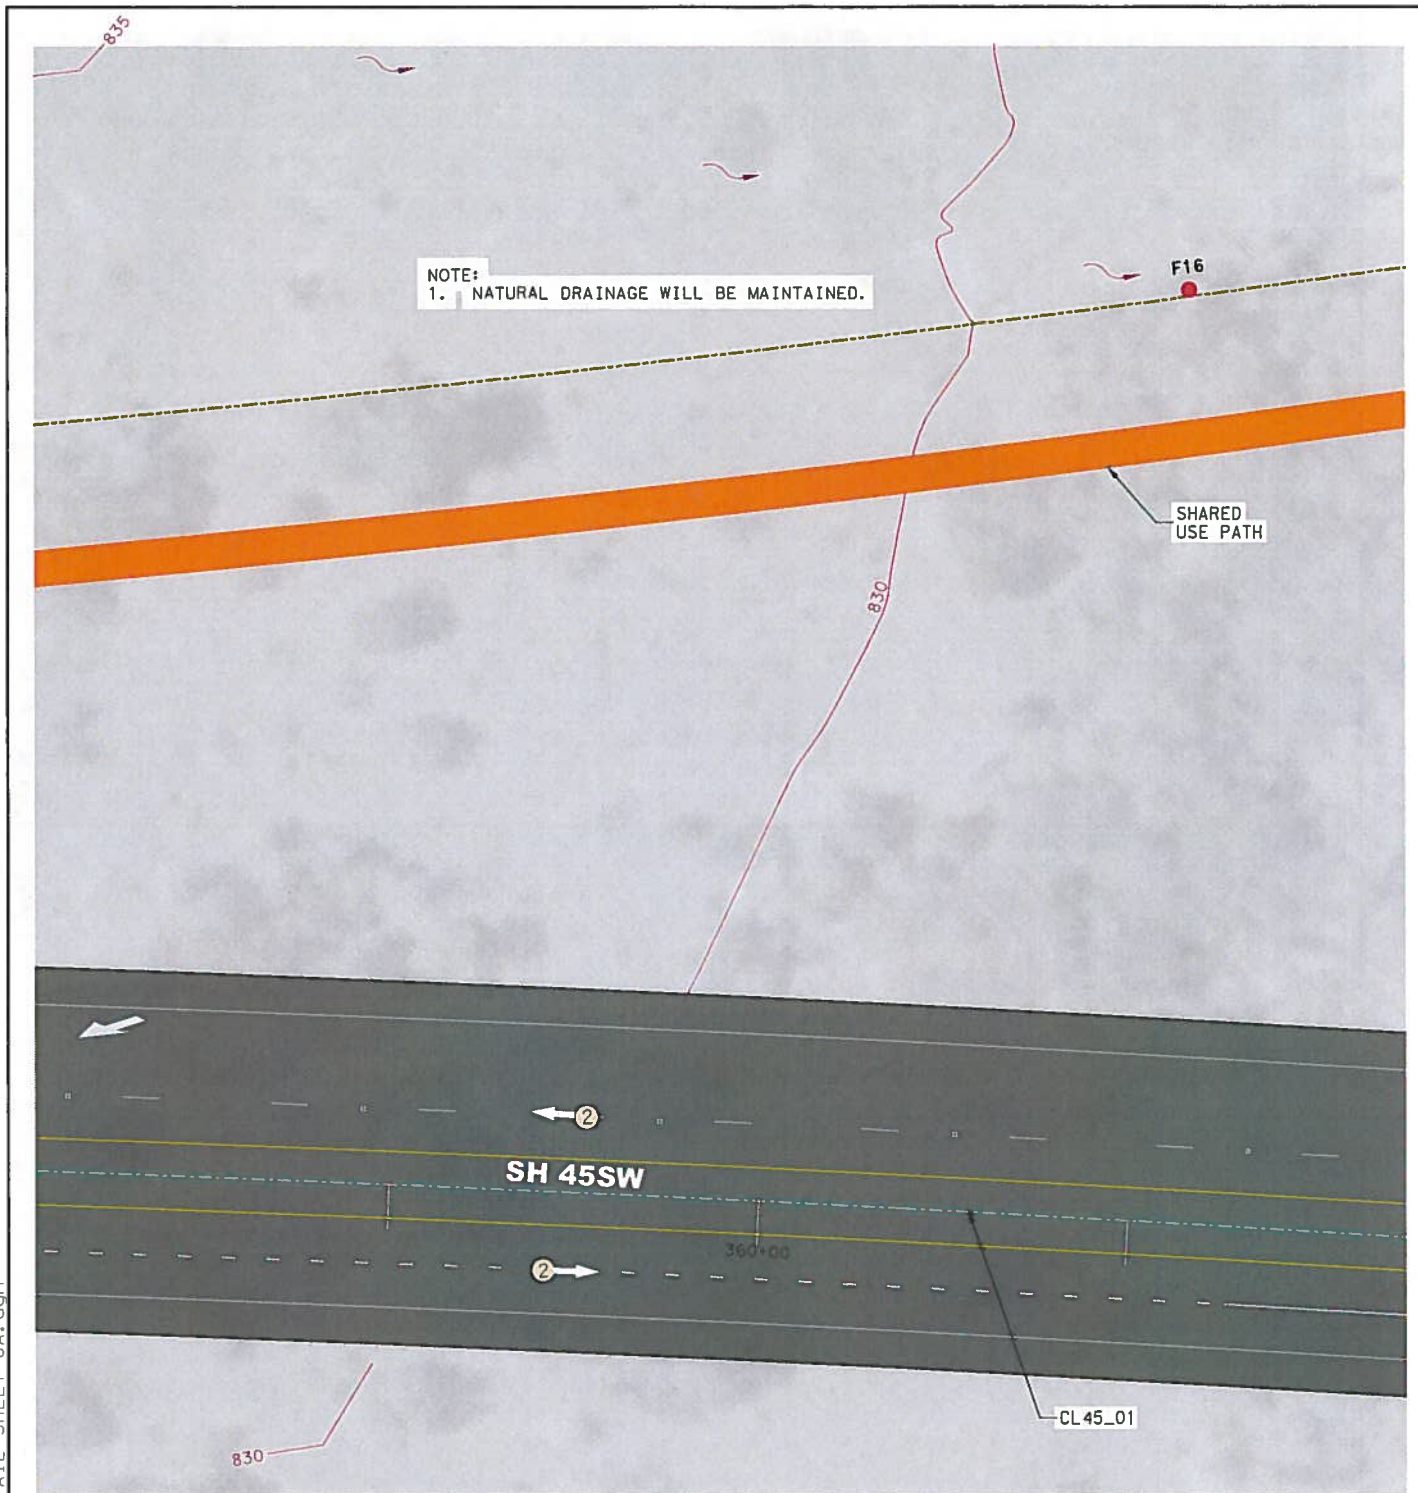 835
F16
NOTE:
1. NATURAL DRAINAGE WILL BE MAINTAINED.
SHARED
USE PATH
830
2
SH 45SW
360+00
2
CL45_01
830